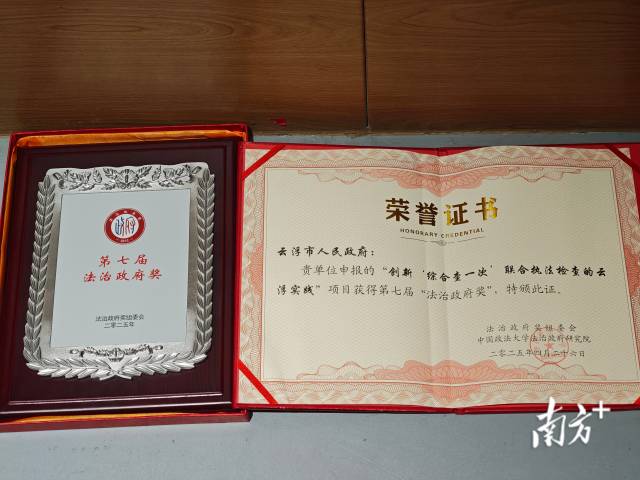 政府
第七届
法治政府奖
法治政府奖组委会
二零二五年
荣誉证书
HONORARY CREDENTIAL
云浮市人民政府：
贵单位申报的“创新‘综合查一次’联合执法检查的云
浮实践”项目获得第七届“法治政府奖”，特颁此证。
法治政府奖组委会
中国政法大学法治政府研究院
二〇二五年四月二十六日
南方+